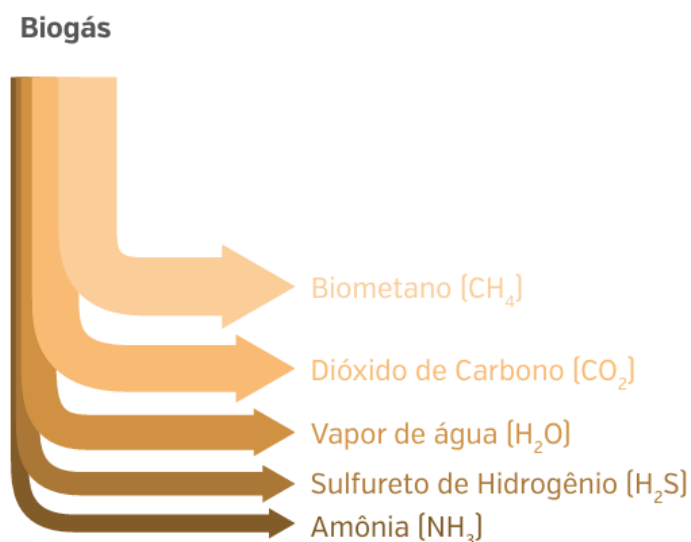 Biogás
Biometano (CH₄)
Dióxido de Carbono (CO₂)
Vapor de água (H₂O)
Sulfureto de Hidrogênio (H₂S)
Amônia (NH₃)